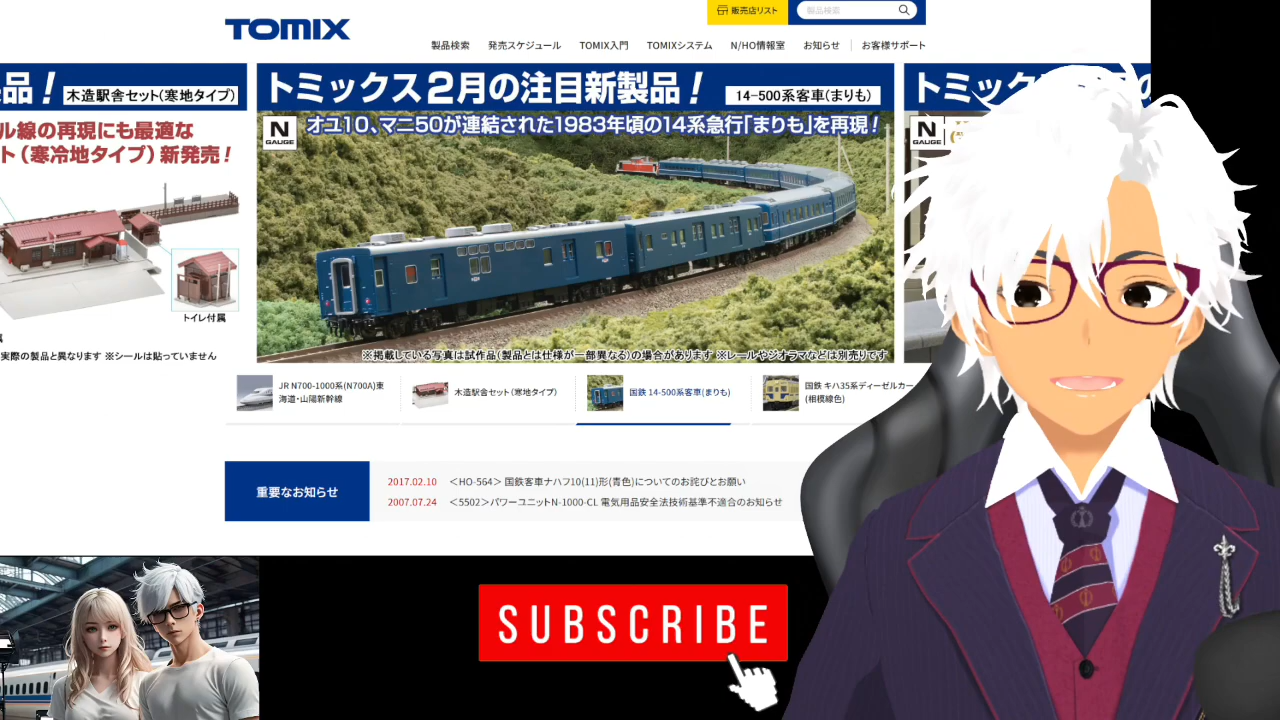 TOMIX
販売店リスト
製品検索
製品検索 発売スケジュール TOMIX入門 TOMIXシステム N/HO情報室 お知らせ お客様サポート
品！
木造駅舎セット(寒地タイプ)
ル線の再現にも最適な
ト（寒冷地タイプ）新発売！
トイレ付属
実際の製品と異なります ※シールは貼っていません
トミックス2月の注目新製品！
14-500系客車(まりも)
N GAUGE
オユ10、マニ50が連結された1983年頃の14系急行「まりも」を再現！
※掲載している写真は試作品（製品とは仕様が一部異なる）の場合があります ※レールやジオラマなどは別売りです
トミック
の
N GAUGE
JR N700-1000系(N700A)東
海道・山陽新幹線
木造駅舎セット（寒地タイプ）
国鉄 14-500系客車(まりも)
国鉄 キハ35系ディーゼルカー
(相模線色)
重要なお知らせ
2017.02.10 ＜HO-564＞ 国鉄客車ナハフ10(11)形(青色)についてのお詫びとお願い
2007.07.24 ＜5502＞パワーユニットN-1000-CL 電気用品安全法技術基準不適合のお知らせ
SUBSCRIBE